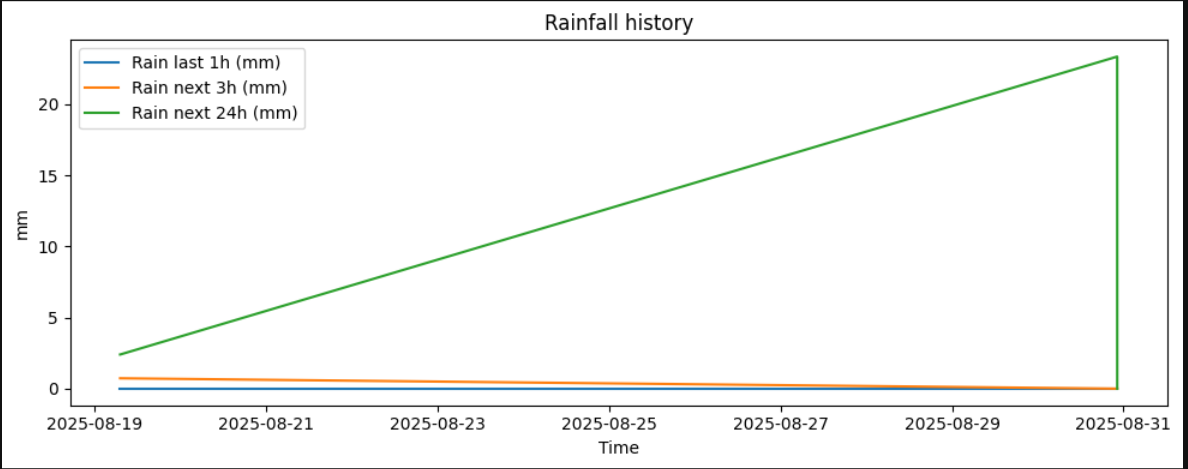 Rainfall history
Rain last 1h (mm)
Rain next 3h (mm)
Rain next 24h (mm)
20
15
10
5
0
mm
2025-08-19 2025-08-21 2025-08-23 2025-08-25 2025-08-27 2025-08-29 2025-08-31
Time